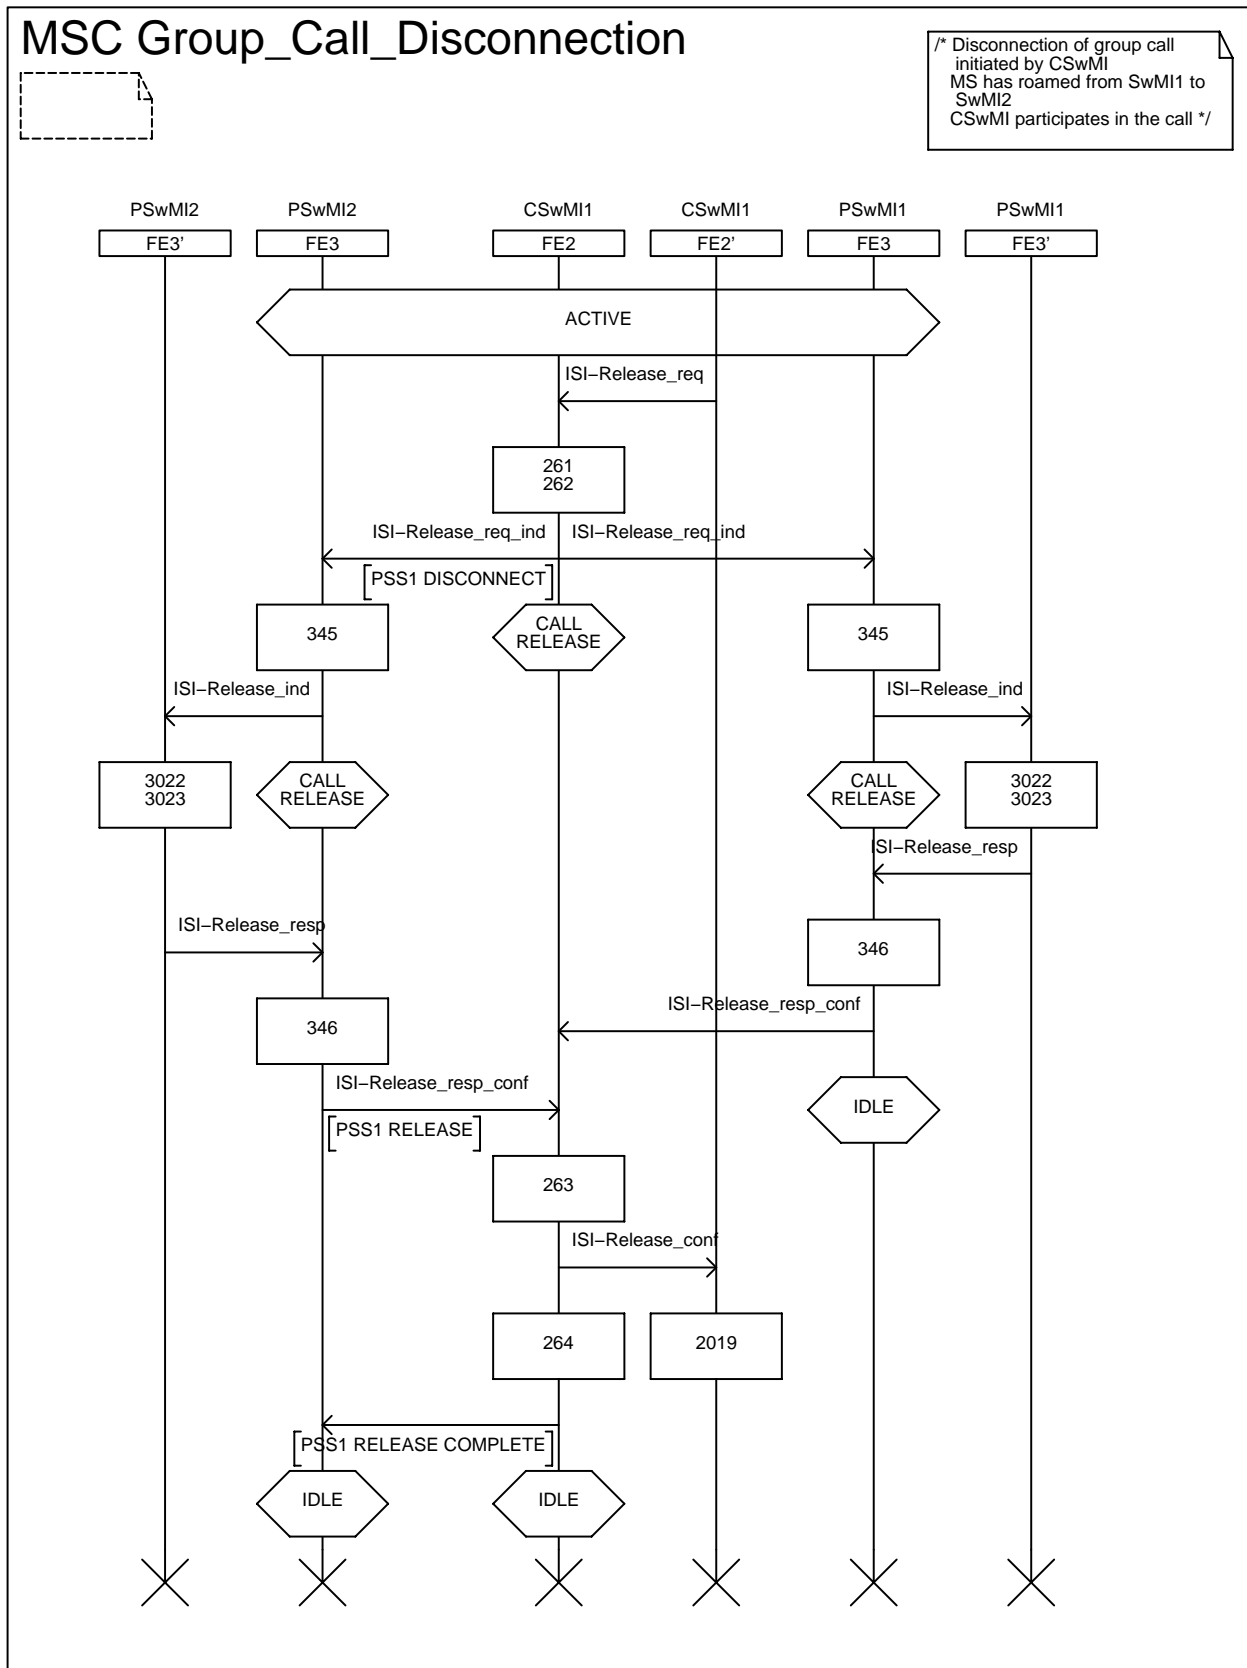 MSC Group_Call_Disconnection
/* Disconnection of group call
initiated by CSwMI
MS has roamed from SwMI1 to
SwMI2
CSwMI participates in the call */
PSwMI2 PSwMI2 CSwMI1 CSwMI1 PSwMI1 PSwMI1
FE3' FE3 FE2 FE2' FE3 FE3'
ACTIVE
ISI−Release_req
261
262
ISI−Release_req_ind ISI−Release_req_ind
PSS1 DISCONNECT
345
CALL
RELEASE
345
ISI−Release_ind ISI−Release_ind
3022
3023
CALL
RELEASE
CALL
RELEASE
3022
3023
ISI−Release_resp
ISI−Release_resp
346
ISI−Release_resp_conf
346
ISI−Release_resp_conf
IDLE
PSS1 RELEASE
263
ISI−Release_conf
264 2019
PSS1 RELEASE COMPLETE
IDLE IDLE